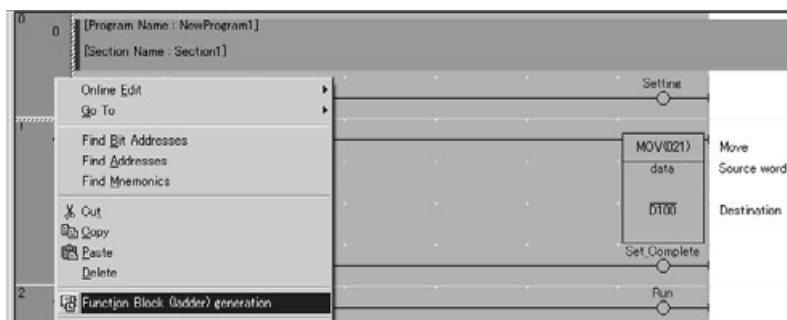 0
0
[Program Name : NewProgram1]
[Section Name : Section1]
Setting
Online Edit
Go To
1
Find Bit Addresses
Find Addresses
Find Mnemonics
MOV(021)
Move
data
Source word
D100
Destination
Cut
Copy
Paste
Delete
Set_Complete
2
Function Block (ladder) generation
Run